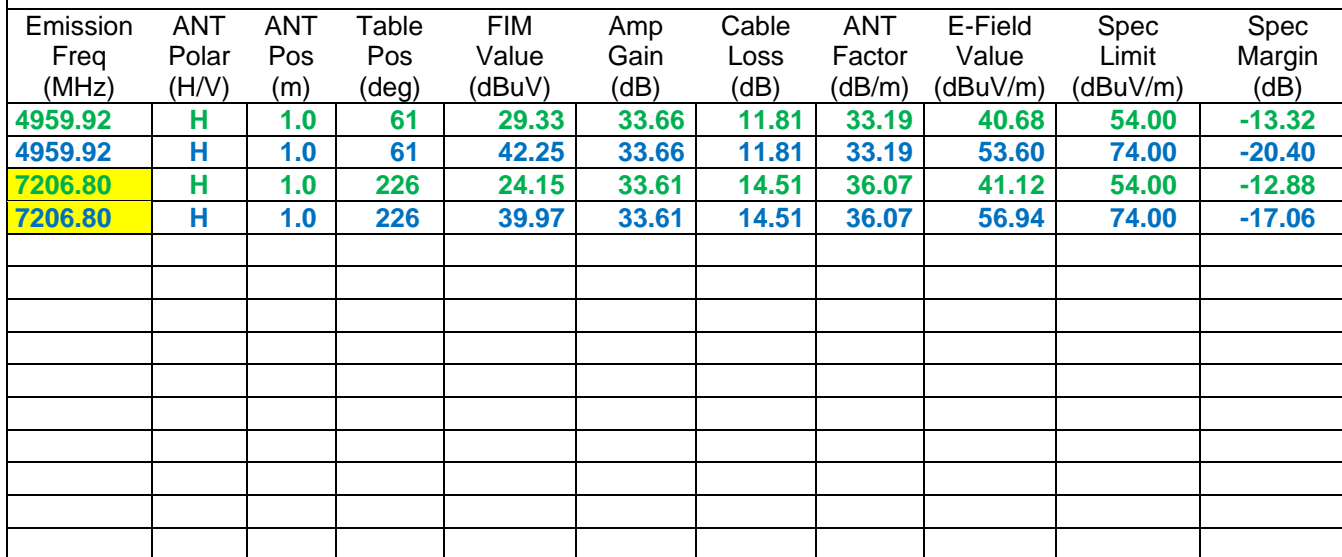 Emission ANT ANT Table FIM Amp Cable ANT E-Field Spec Spec
Freq Polar Pos Pos Value Gain Loss Factor Value Limit Margin
(MHz) (H/V) (m) (deg) (dBuV) (dB) (dB) (dB/m) (dBuV/m) (dBuV/m) (dB)
4959.92 H 1.0 61 29.33 33.66 11.81 33.19 40.68 54.00 -13.32
4959.92 H 1.0 61 42.25 33.66 11.81 33.19 53.60 74.00 -20.40
7206.80 H 1.0 226 24.15 33.61 14.51 36.07 41.12 54.00 -12.88
7206.80 H 1.0 226 39.97 33.61 14.51 36.07 56.94 74.00 -17.06